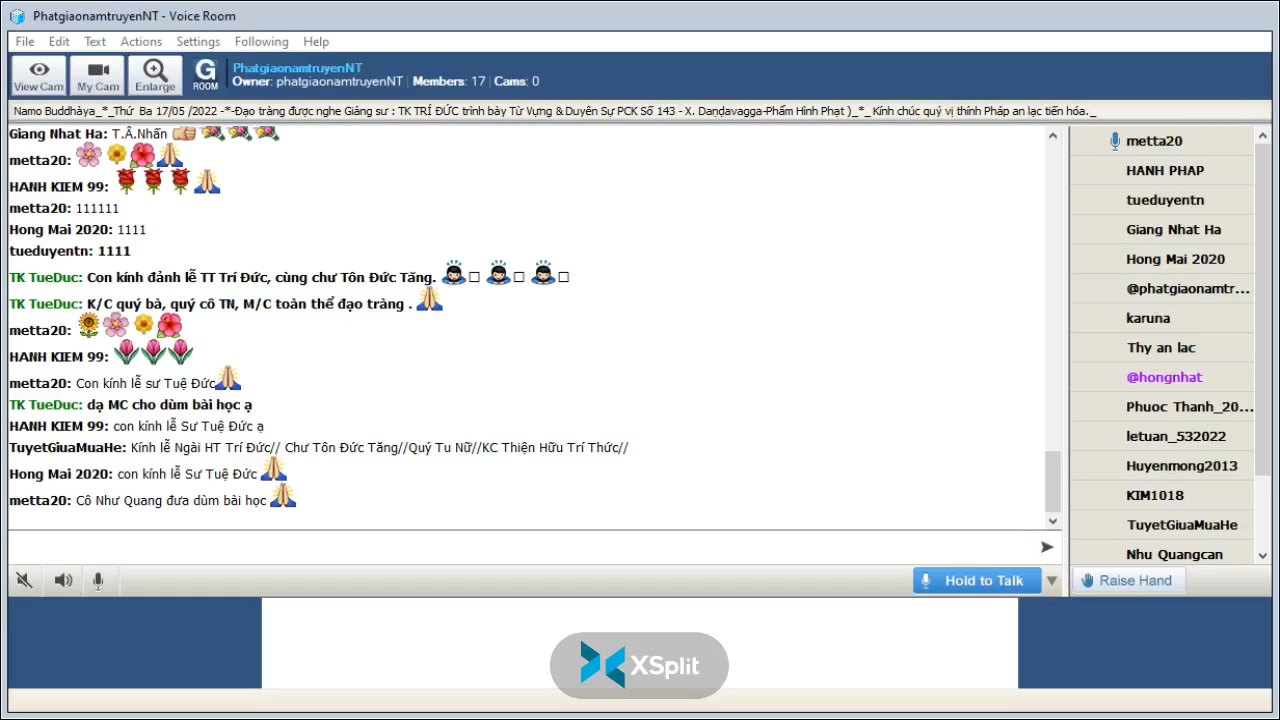 PhatgiaonamtruyenNT - Voice Room
File Edit Text Actions Settings Following Help
View Cam My Cam Enlarge G ROOM
PhatgiaonamtruyenNT
Owner: phatgiaonamtruyenNT | Members: 17 | Cams: 0
Namo Buddhàya_*_Thứ Ba 17/05 /2022 -*-Đạo tràng được nghe Giảng sư : TK TRÍ ĐỨC trình bày Từ Vựng & Duyên Sự PCK Số 143 - X. Daṇḍavagga-Phẩm Hình Phạt )_*_ Kính chúc quý vị thính Pháp an lạc tiến hóa._
Giang Nhat Ha: T.Â.Nhấn
metta20:
HANH KIEM 99:
metta20: 111111
Hong Mai 2020: 1111
tueduyentn: 1111
TK TueDuc: Con kính đảnh lễ TT Trí Đức, cùng chư Tôn Đức Tăng.
TK TueDuc: K/C quý bà, quý cô TN, M/C toàn thể đạo tràng .
metta20:
HANH KIEM 99:
metta20: Con kính lễ sư Tuệ Đức
TK TueDuc: dạ MC cho dùm bài học ạ
HANH KIEM 99: con kính lễ Sư Tuệ Đức ạ
TuyetGiuaMuaHe: Kính lễ Ngài HT Trí Đức// Chư Tôn Đức Tăng//Quý Tu Nữ//KC Thiện Hữu Trí Thức//
Hong Mai 2020: con kính lễ Sư Tuệ Đức
metta20: Cô Như Quang đưa dùm bài học
metta20
HANH PHAP
tueduyentn
Giang Nhat Ha
Hong Mai 2020
@phatgiaonamtr...
karuna
Thy an lac
@hongnhat
Phuoc Thanh_20...
letuan_532022
Huyenmong2013
KIM1018
TuyetGiuaMuaHe
Nhu Quangcan
Hold to Talk
Raise Hand
XSplit